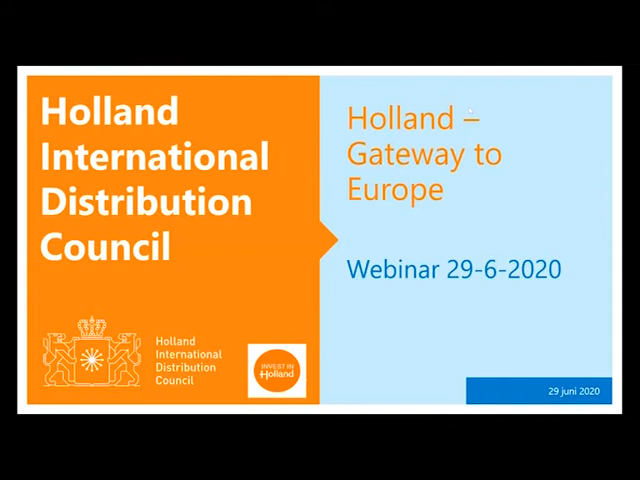 Holland
International
Distribution
Council
Holland –
Gateway to
Europe
Webinar 29-6-2020
Holland
International
Distribution
Council
INVEST IN
Holland
29 juni 2020